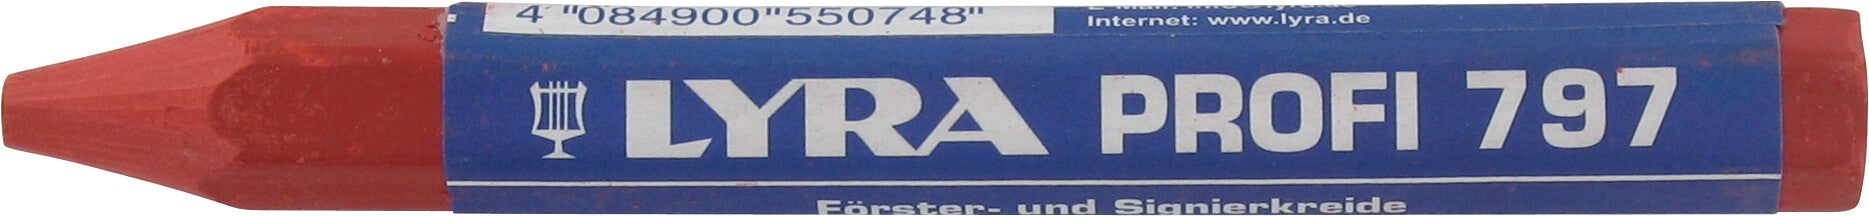 4 "084900"550748"
Internet: www.lyra.de
LYRA PROFI 797
Förster- und Signierkreide